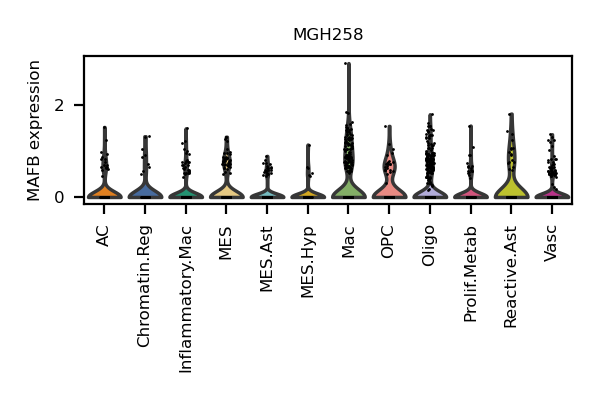 MGH258
MAFB expression
2
0
AC
Chromatin.Reg
Inflammatory.Mac
MES
MES.Ast
MES.Hyp
Mac
OPC
Oligo
Prolif.Metab
Reactive.Ast
Vasc